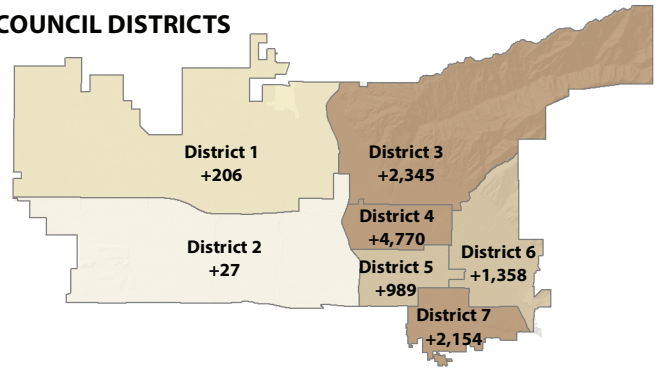 COUNCIL DISTRICTS
District 1
+206
District 3
+2,345
District 4
+4,770
District 2
+27
District 6
+1,358
District 5
+989
District 7
+2,154